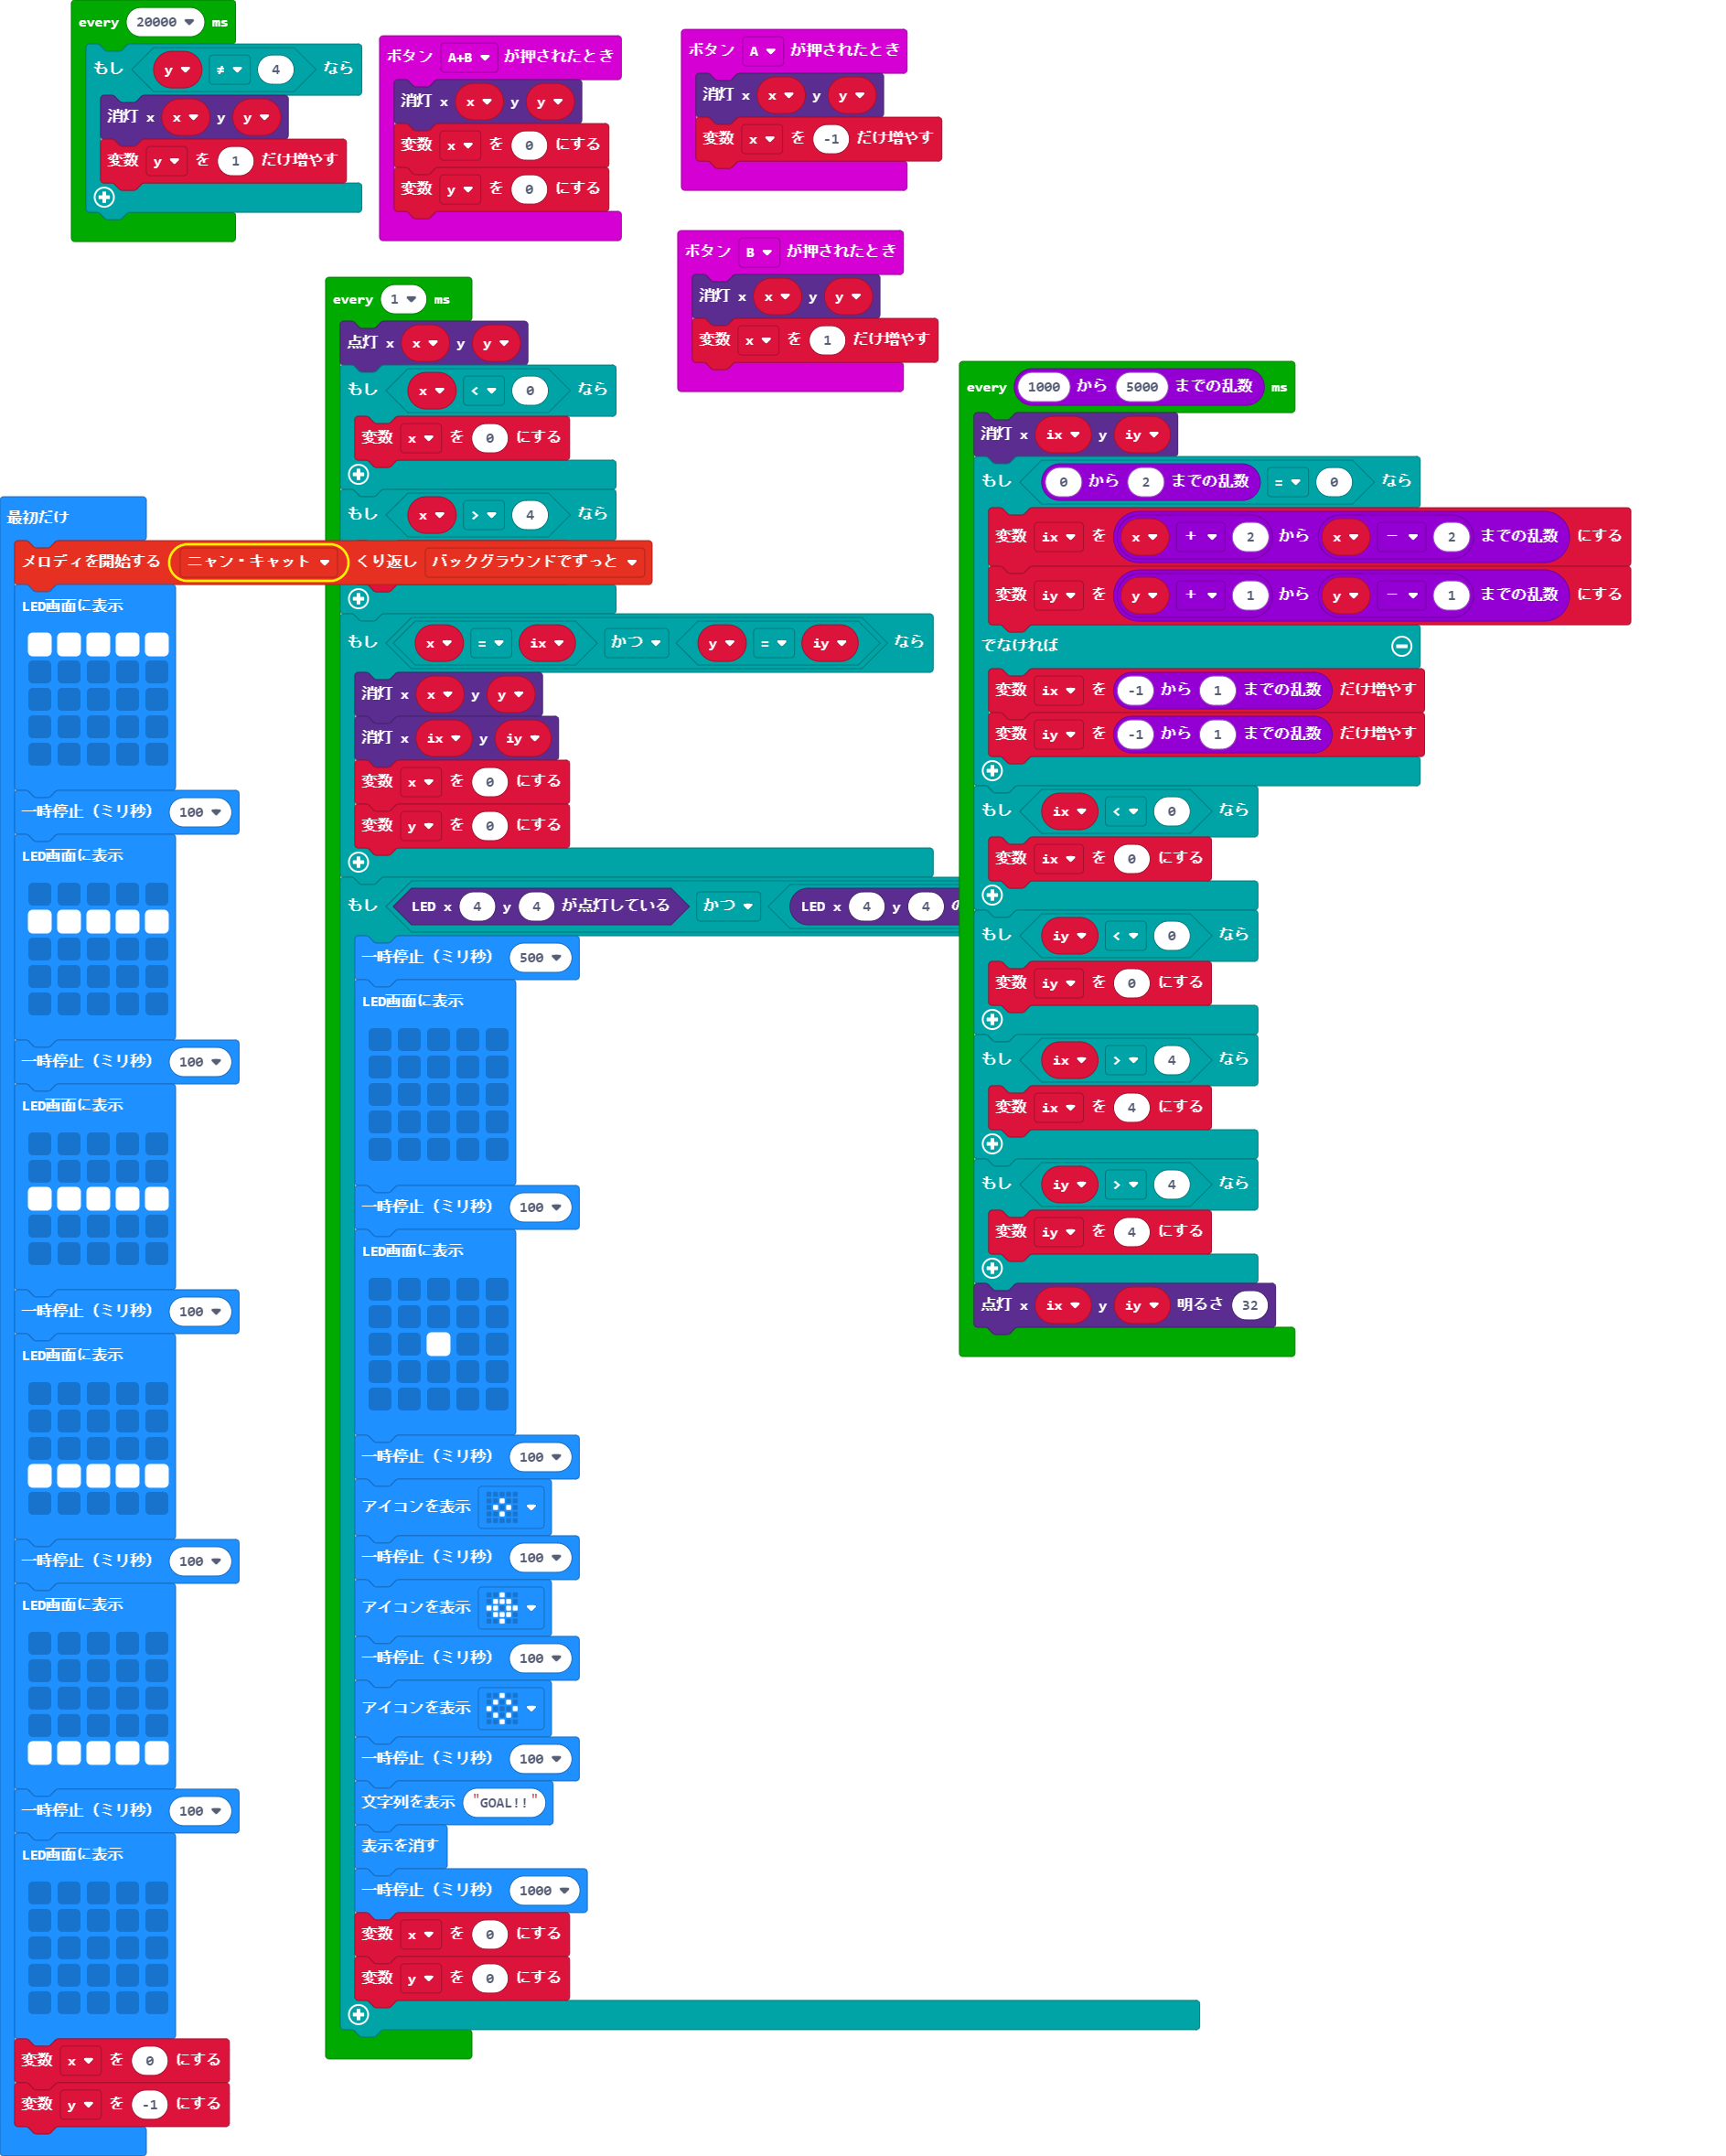 every 20000 ms
もし y ≠ 4 なら
消灯 x x y y
変数 y を 1 だけ増やす
ボタン A+B が押されたとき
消灯 x x y y
変数 x を 0 にする
変数 y を 0 にする
ボタン A が押されたとき
消灯 x x y y
変数 x を -1 だけ増やす
ボタン B が押されたとき
消灯 x x y y
変数 x を 1 だけ増やす
最初だけ
メロディを開始する ニャン・キャット くり返し バックグラウンドでずっと
LED画面に表示
一時停止（ミリ秒） 100
LED画面に表示
一時停止（ミリ秒） 100
LED画面に表示
一時停止（ミリ秒） 100
LED画面に表示
一時停止（ミリ秒） 100
LED画面に表示
一時停止（ミリ秒） 100
LED画面に表示
変数 x を 0 にする
変数 y を -1 にする
every 1 ms
点灯 x x y y
もし x < 0 なら
変数 x を 0 にする
もし x > 4 なら
もし x = ix かつ y = iy なら
消灯 x x y y
消灯 x ix y iy
変数 x を 0 にする
変数 y を 0 にする
もし LED x 4 y 4 が点灯している かつ LED x 4 y 4
一時停止（ミリ秒） 500
LED画面に表示
一時停止（ミリ秒） 100
LED画面に表示
一時停止（ミリ秒） 100
アイコンを表示
一時停止（ミリ秒） 100
アイコンを表示
一時停止（ミリ秒） 100
アイコンを表示
一時停止（ミリ秒） 100
文字列を表示 "GOAL!!"
表示を消す
一時停止（ミリ秒） 1000
変数 x を 0 にする
変数 y を 0 にする
every 1000 から 5000 までの乱数 ms
消灯 x ix y iy
もし 0 から 2 までの乱数 = 0 なら
変数 ix を x + 2 から x - 2 までの乱数 にする
変数 iy を y + 1 から y - 1 までの乱数 にする
でなければ
変数 ix を -1 から 1 までの乱数 だけ増やす
変数 iy を -1 から 1 までの乱数 だけ増やす
もし ix < 0 なら
変数 ix を 0 にする
もし iy < 0 なら
変数 iy を 0 にする
もし ix > 4 なら
変数 ix を 4 にする
もし iy > 4 なら
変数 iy を 4 にする
点灯 x ix y iy 明るさ 32